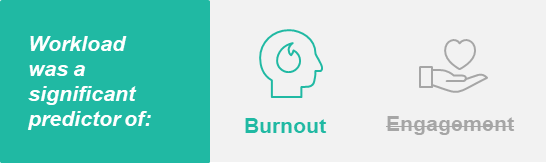 Workload
was a
significant
predictor of:
Burnout
Engagement